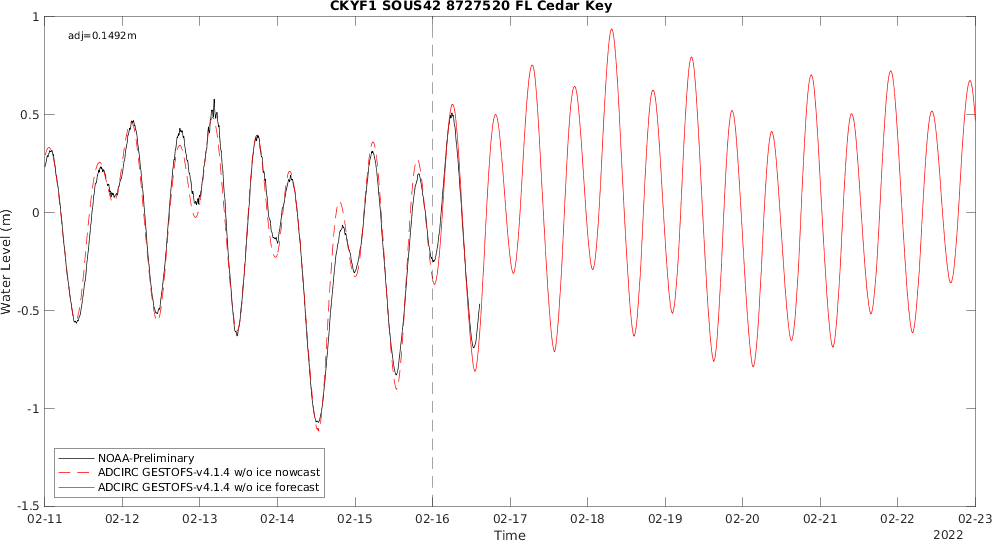 CKYF1 SOUS42 8727520 FL Cedar Key
adj=0.1492m
1
0.5
0
-0.5
-1
-1.5
Water Level (m)
NOAA-Preliminary
ADCIRC GESTOFS-v4.1.4 w/o ice nowcast
ADCIRC GESTOFS-v4.1.4 w/o ice forecast
02-11 02-12 02-13 02-14 02-15 02-16 02-17 02-18 02-19 02-20 02-21 02-22 02-23
Time
2022